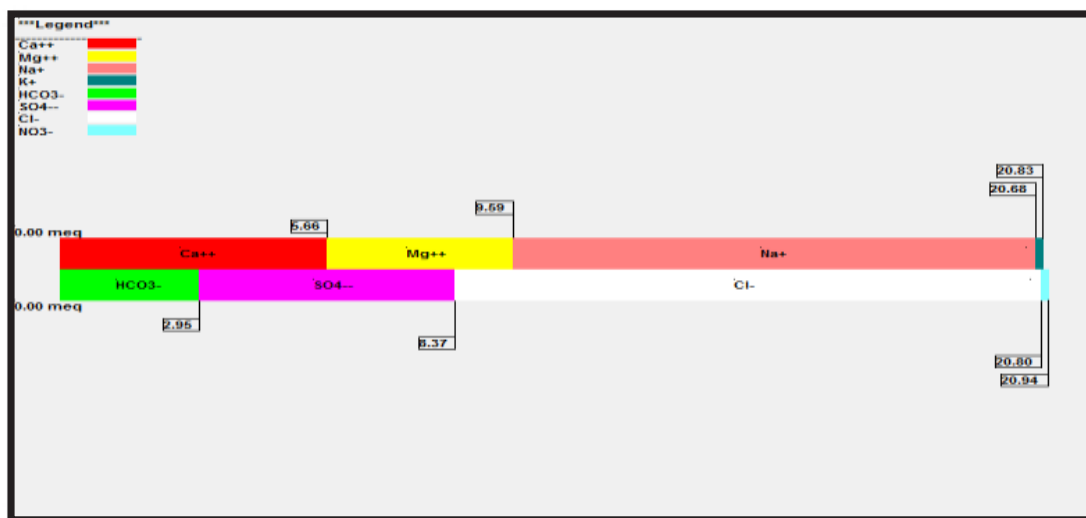 ***Legend***
Ca++
Mg++
Na+
K+
HCO3-
SO4--
Cl-
NO3-
20.83
20.68
9.59
5.66
0.00 meq
Ca++ Mg++ Na+
HCO3- SO4-- Cl-
0.00 meq
2.95
8.37
20.80
20.94